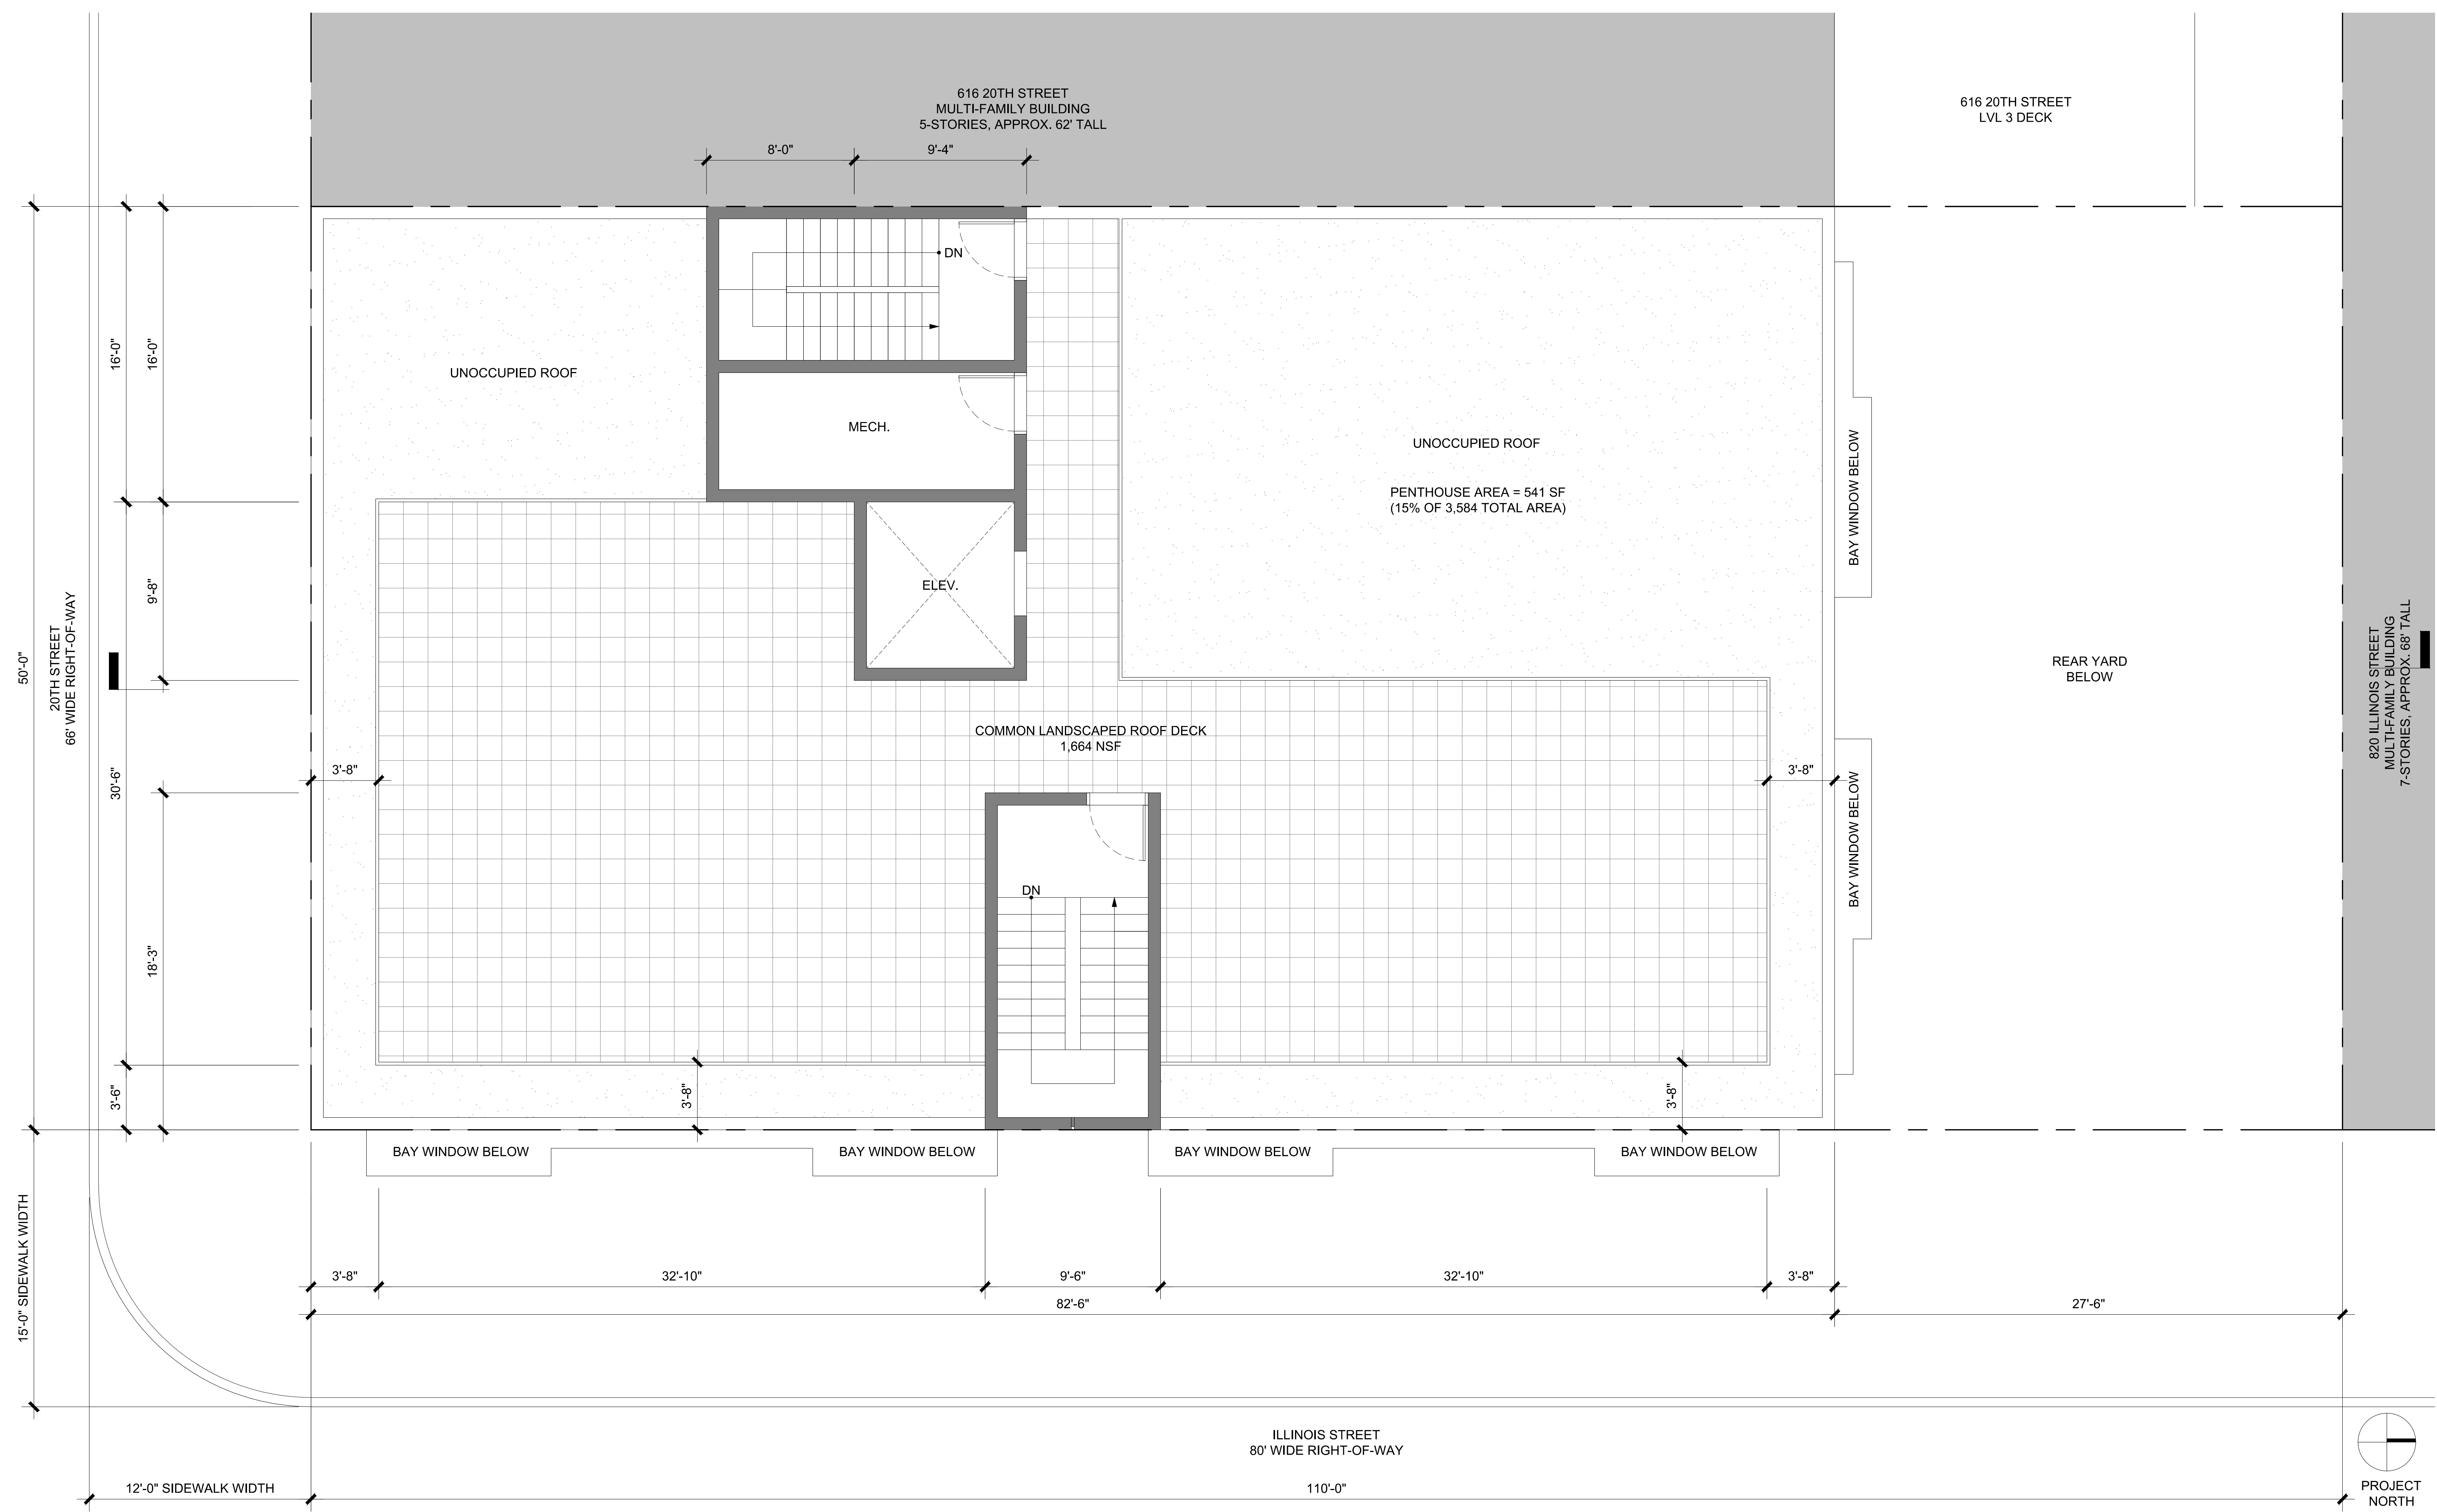 616 20TH STREET
MULTI-FAMILY BUILDING
5-STORIES, APPROX. 62' TALL
616 20TH STREET
LVL 3 DECK
8'-0"
9'-4"
DN
16'-0"
16'-0"
UNOCCUPIED ROOF
MECH.
UNOCCUPIED ROOF
PENTHOUSE AREA = 541 SF
(15% OF 3,584 TOTAL AREA)
BAY WINDOW BELOW
ELEV.
9'-8"
50'-0"
20TH STREET
66' WIDE RIGHT-OF-WAY
REAR YARD
BELOW
820 ILLINOIS STREET
MULTI-FAMILY BUILDING
7-STORIES, APPROX. 68' TALL
COMMON LANDSCAPED ROOF DECK
1,664 NSF
30'-6"
3'-8"
3'-8"
BAY WINDOW BELOW
DN
18'-3"
3'-6"
3'-8"
3'-8"
BAY WINDOW BELOW
BAY WINDOW BELOW
BAY WINDOW BELOW
BAY WINDOW BELOW
15'-0" SIDEWALK WIDTH
3'-8"
32'-10"
9'-6"
32'-10"
3'-8"
82'-6"
27'-6"
ILLINOIS STREET
80' WIDE RIGHT-OF-WAY
12'-0" SIDEWALK WIDTH
110'-0"
PROJECT
NORTH